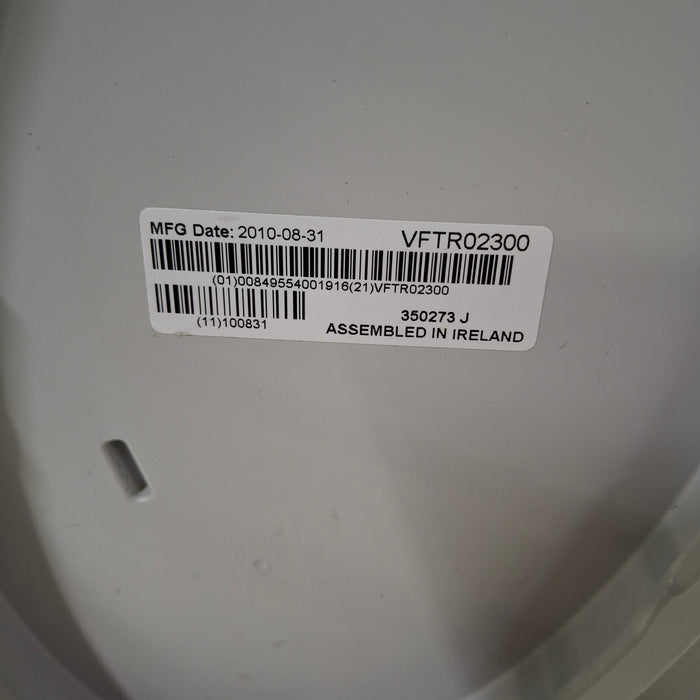 MFG Date: 2010-08-31 VFTR02300
(01)00849554001916(21)VFTR02300
(11)100831
350273 J
ASSEMBLED IN IRELAND